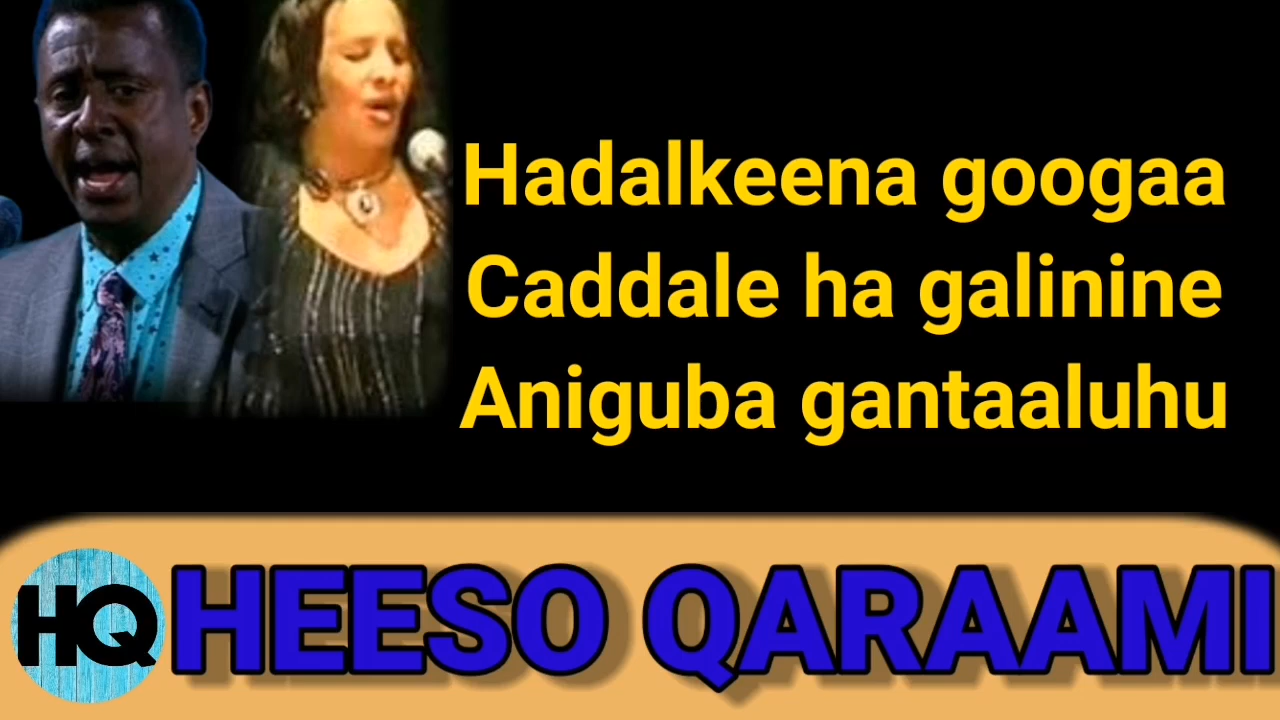 Hadalkeena googaa
Caddale ha galinine
Aniguba gantaaluhu
HQ HEESO QARAAMI